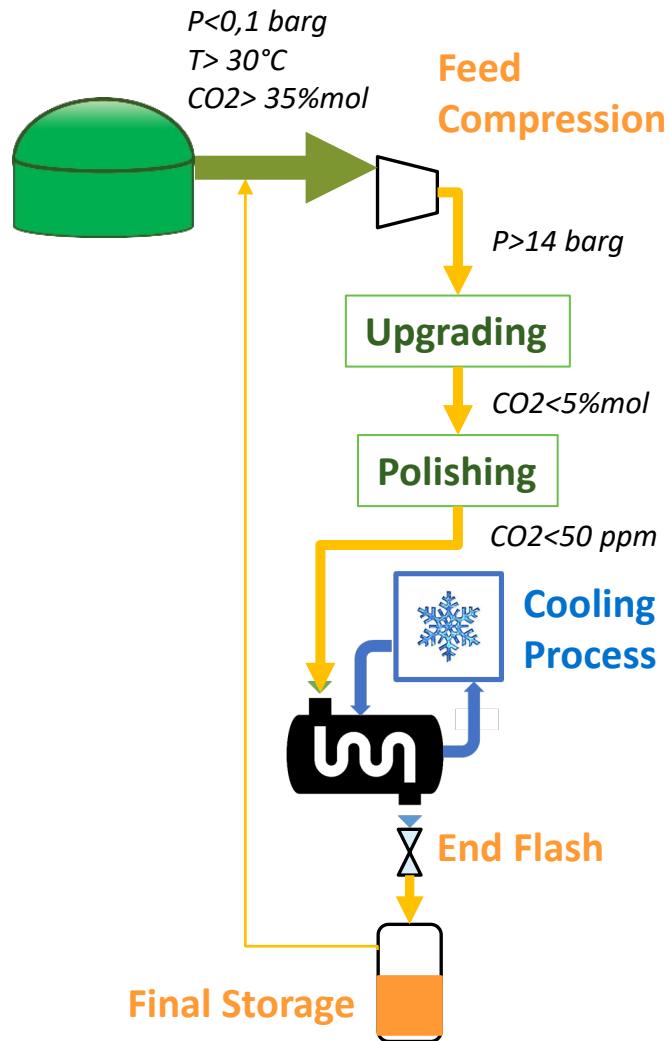 P<0,1 barg
T> 30°C
CO2> 35%mol
Feed
Compression
P>14 barg
Upgrading
CO2<5%mol
Polishing
CO2<50 ppm
Cooling
Process
End Flash
Final Storage